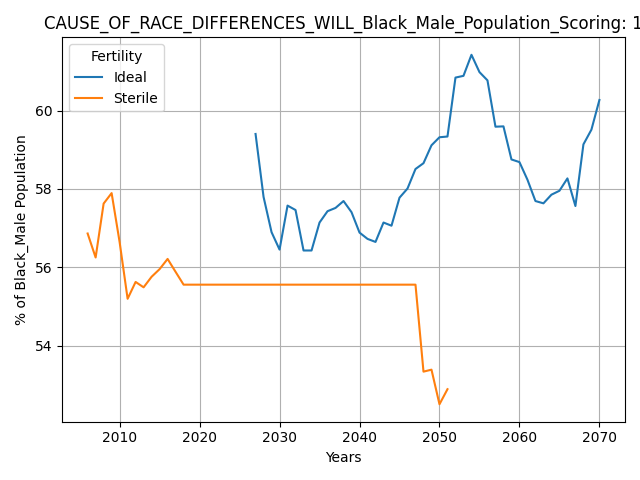 CAUSE_OF_RACE_DIFFERENCES_WILL_Black_Male_Population_Scoring: 1
Fertility
Ideal
Sterile
60
58
56
54
% of Black_Male Population
2010 2020 2030 2040 2050 2060 2070
Years